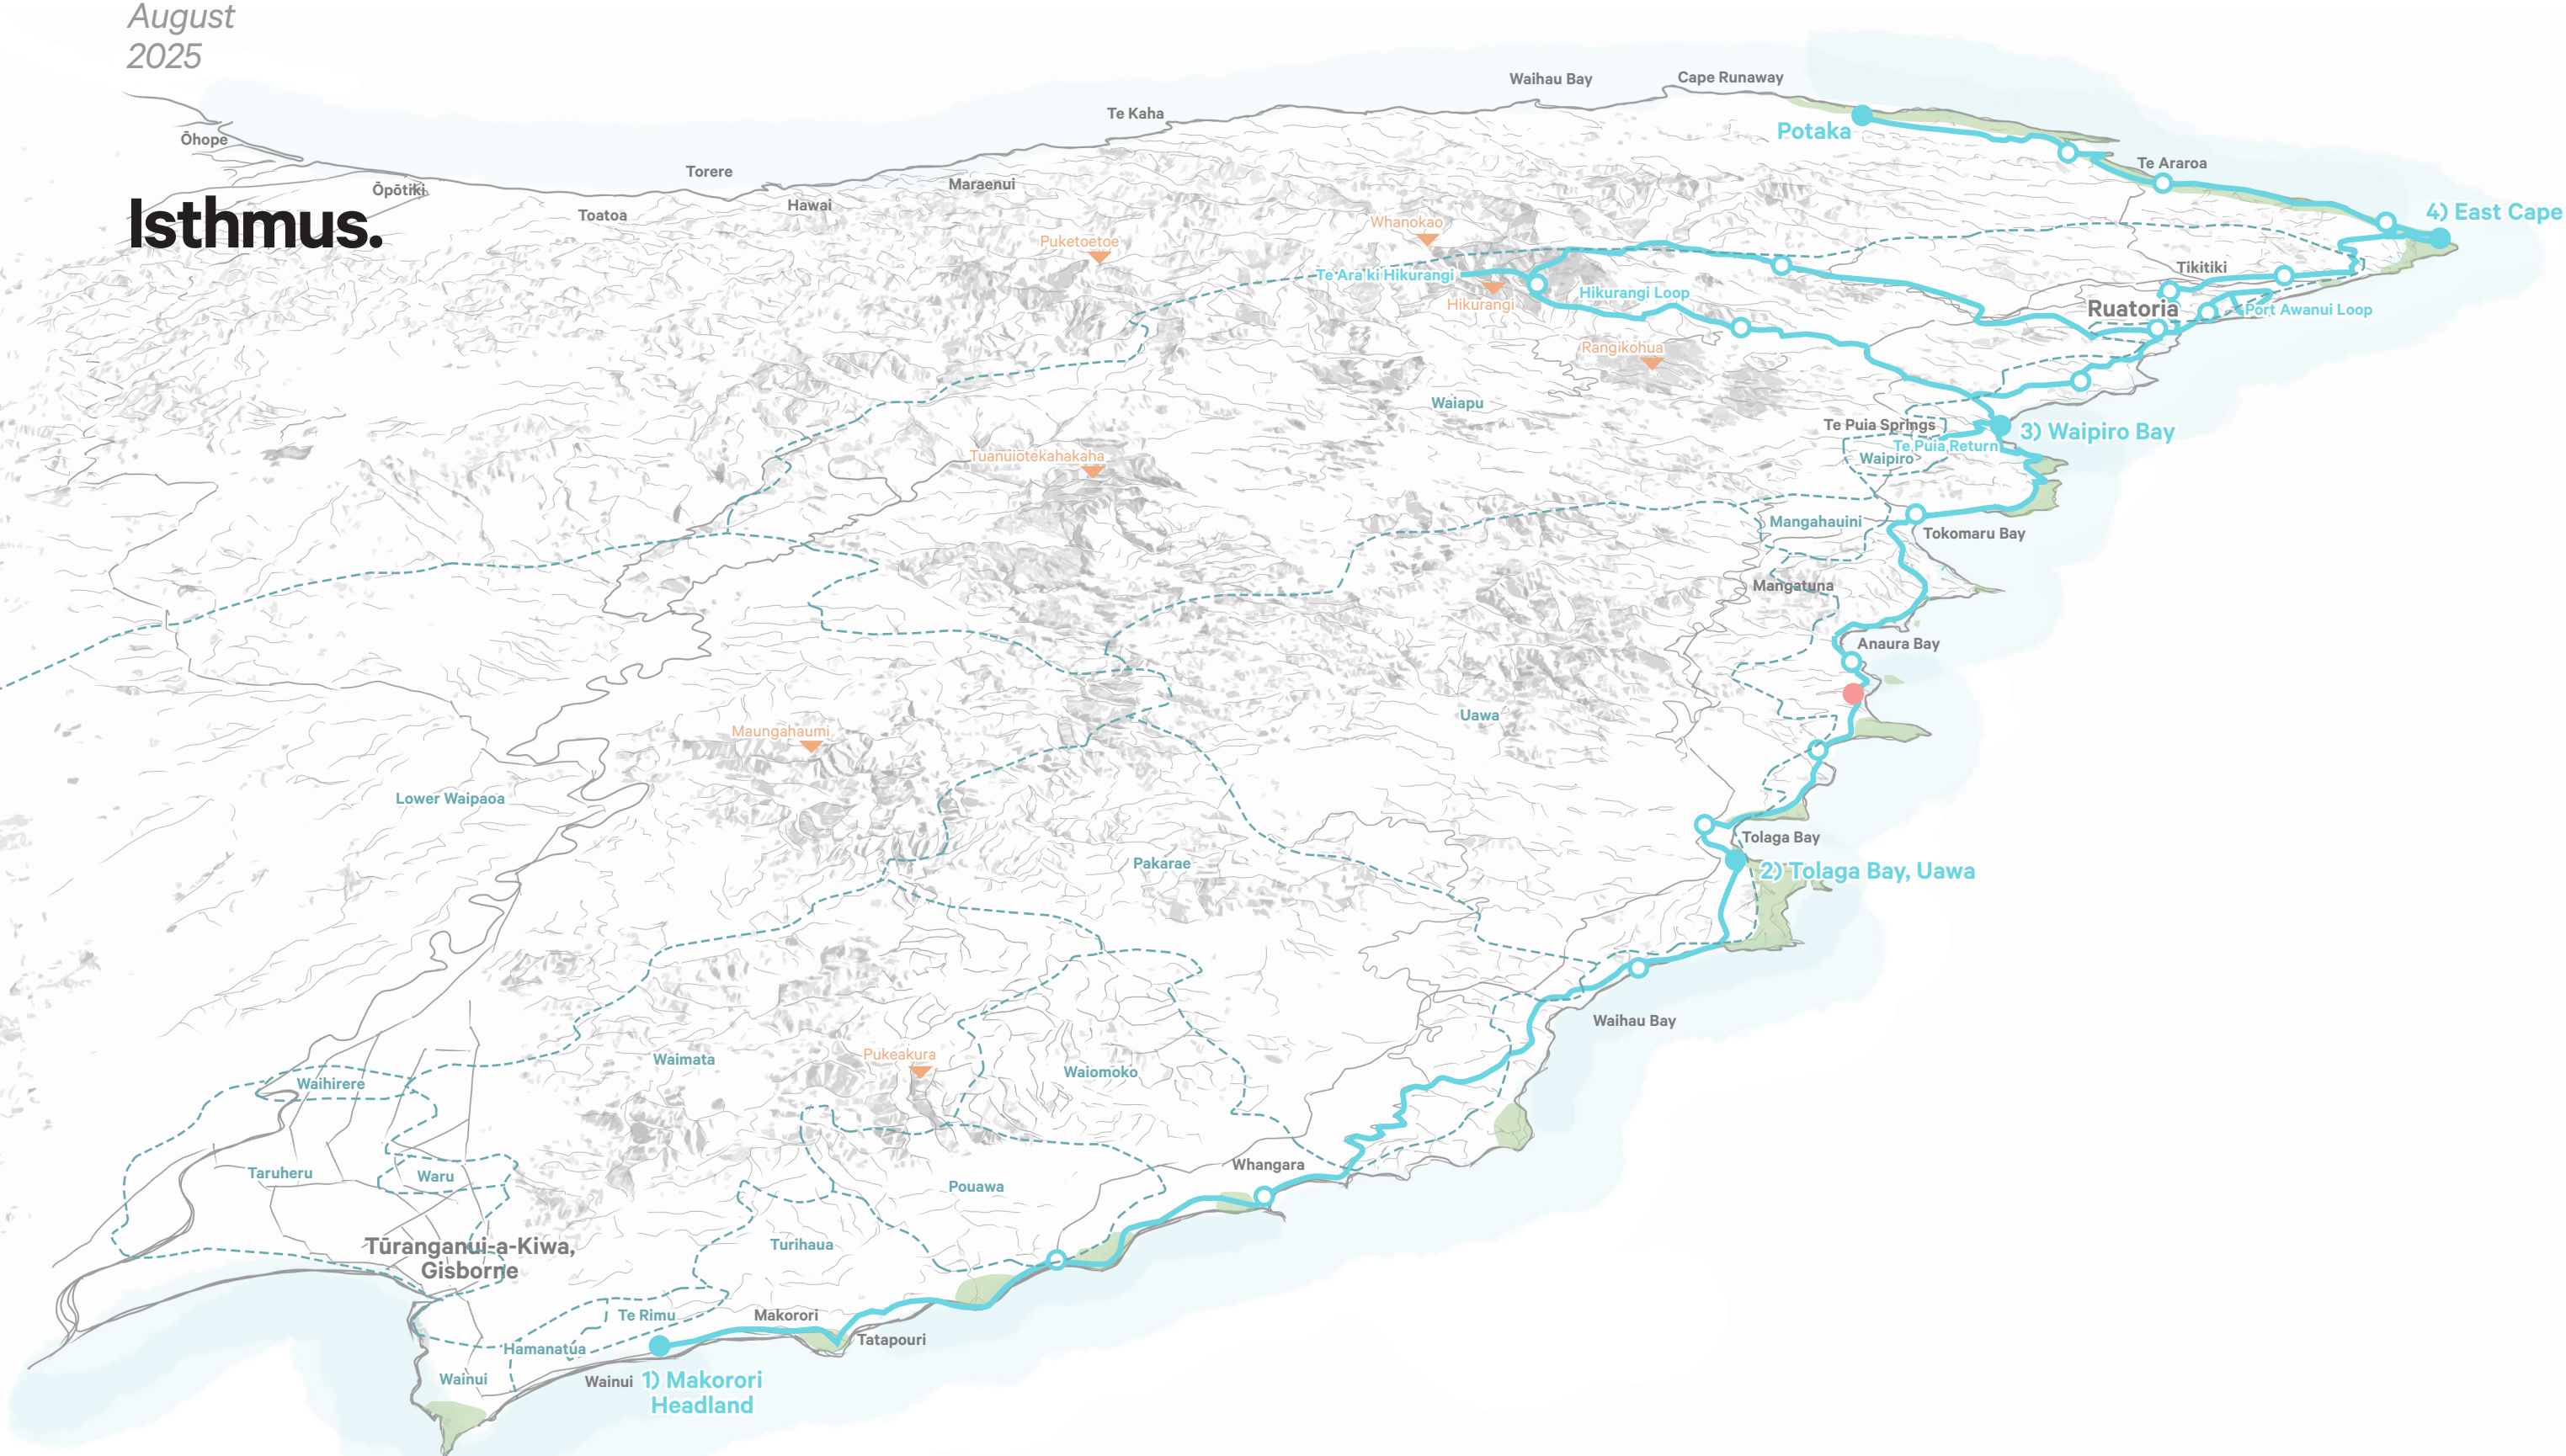 August
2025
Isthmus.
Waihau Bay
Cape Runaway
Te Kaha
Potaka
Ōhope
Torere
Te Araroa
Ōpōtiki
Maraenui
Hawai
Toatoa
4) East Cape
Whanokao
Puketoetoe
Te Ara ki Hikurangi
Tikitiki
Hikurangi Loop
Hikurangi
Ruatoria
Port Awanui Loop
Rangikohua
Waiapu
Te Puia Springs
3) Waipiro Bay
Te Puia Return
Waipiro
Tuanuiotekahakaha
Mangahauini
Tokomaru Bay
Mangatuna
Anaura Bay
Uawa
Maungahaumi
Lower Waipaoa
Tolaga Bay
Pakarae
2) Tolaga Bay, Uawa
Waihau Bay
Pukeakura
Waimata
Waiomoko
Waihirere
Whangara
Taruheru
Waru
Pouawa
Tūranganui-a-Kiwa,
Gisborne
Turihaua
Te Rimu
Makorori
Tatapouri
Hamanatua
Wainui
Wainui
1) Makorori
Headland